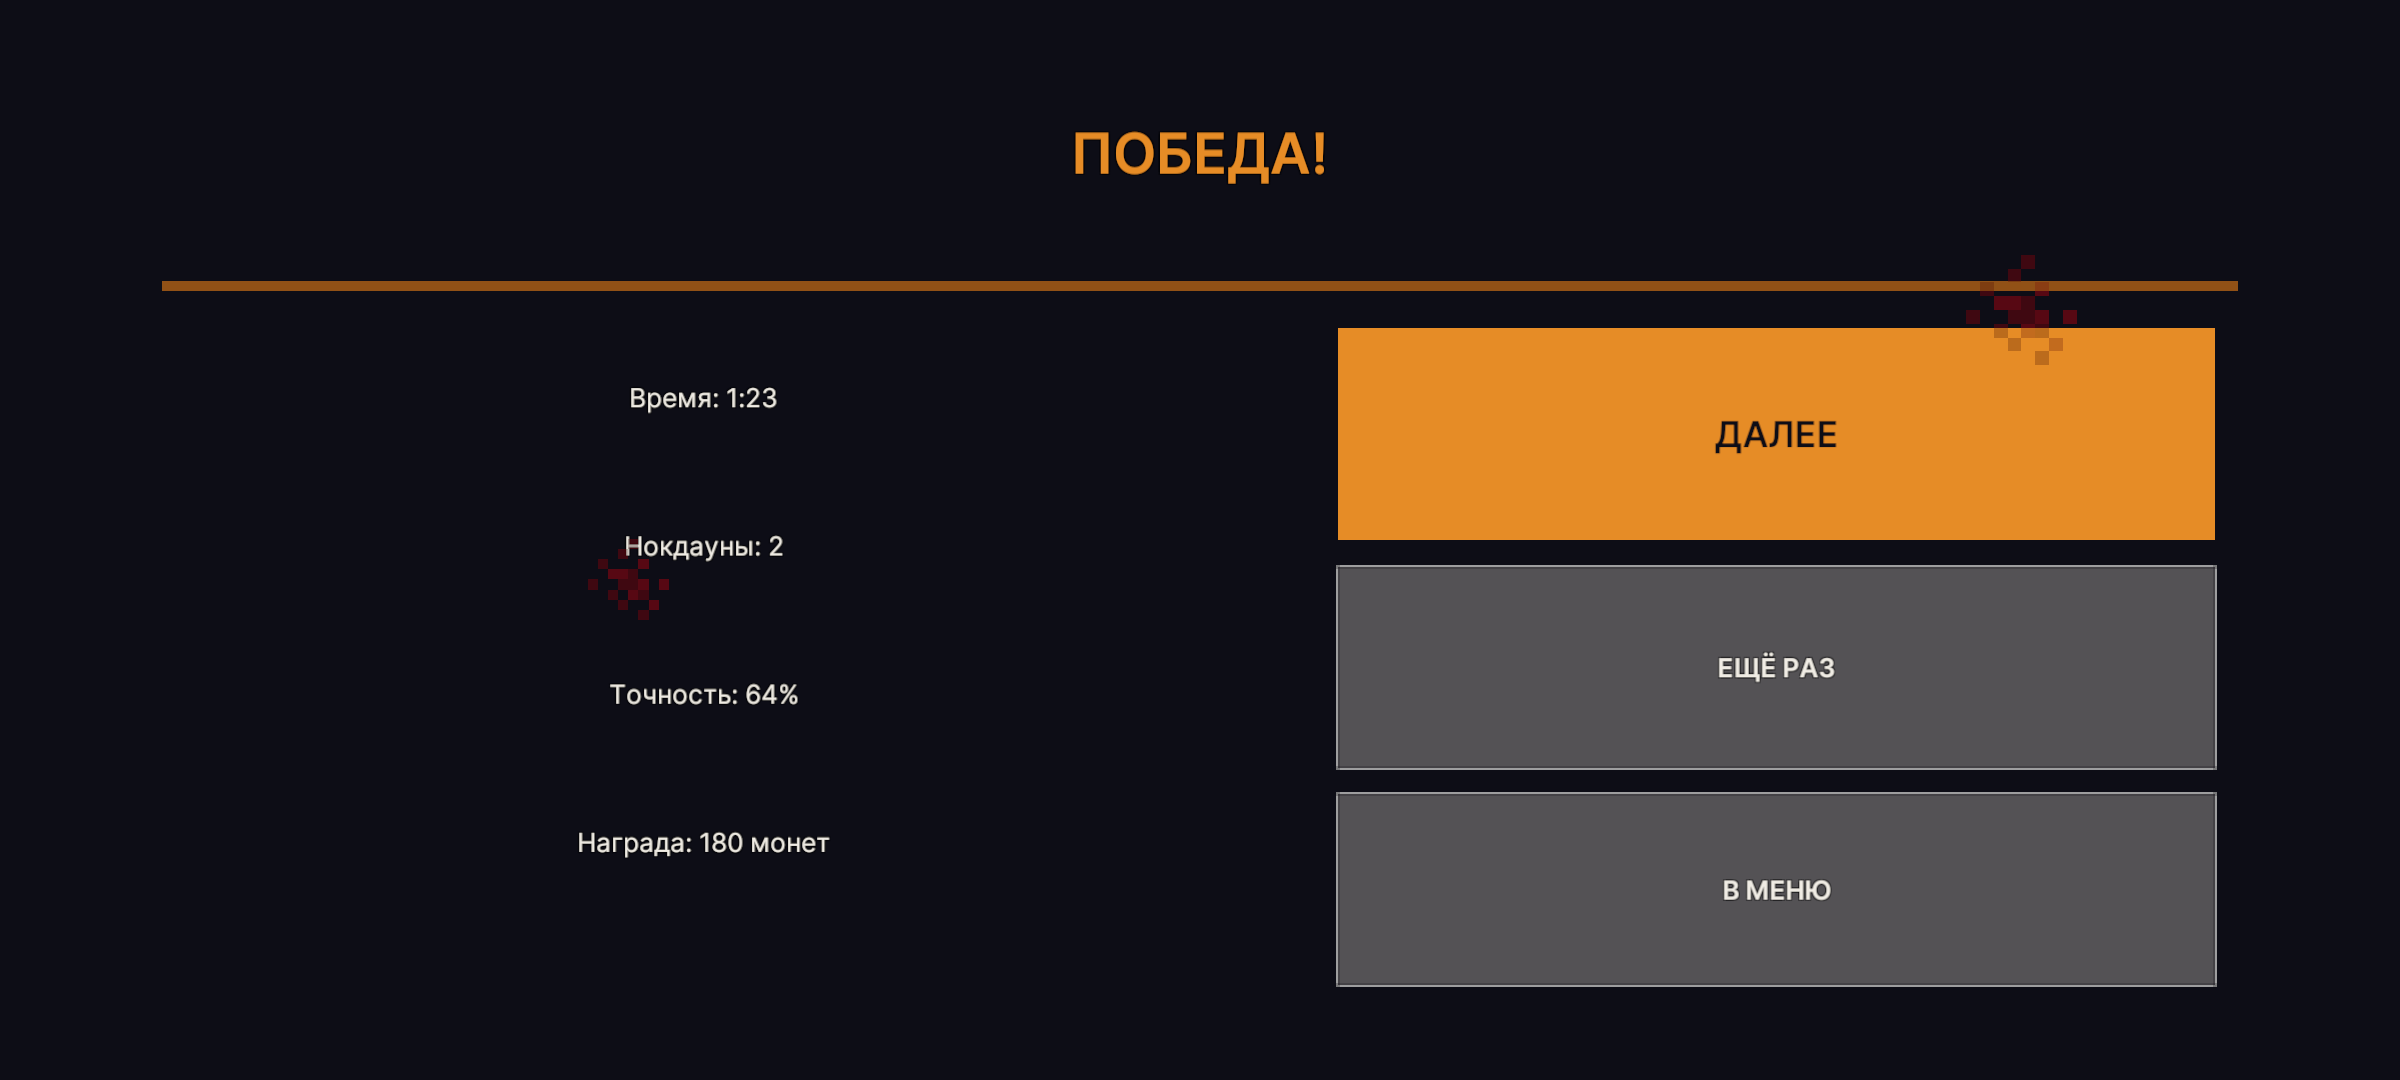 ПОБЕДА!
Время: 1:23
Нокдауны: 2
Точность: 64%
Награда: 180 монет
ДАЛЕЕ
ЕЩЁ РАЗ
В МЕНЮ